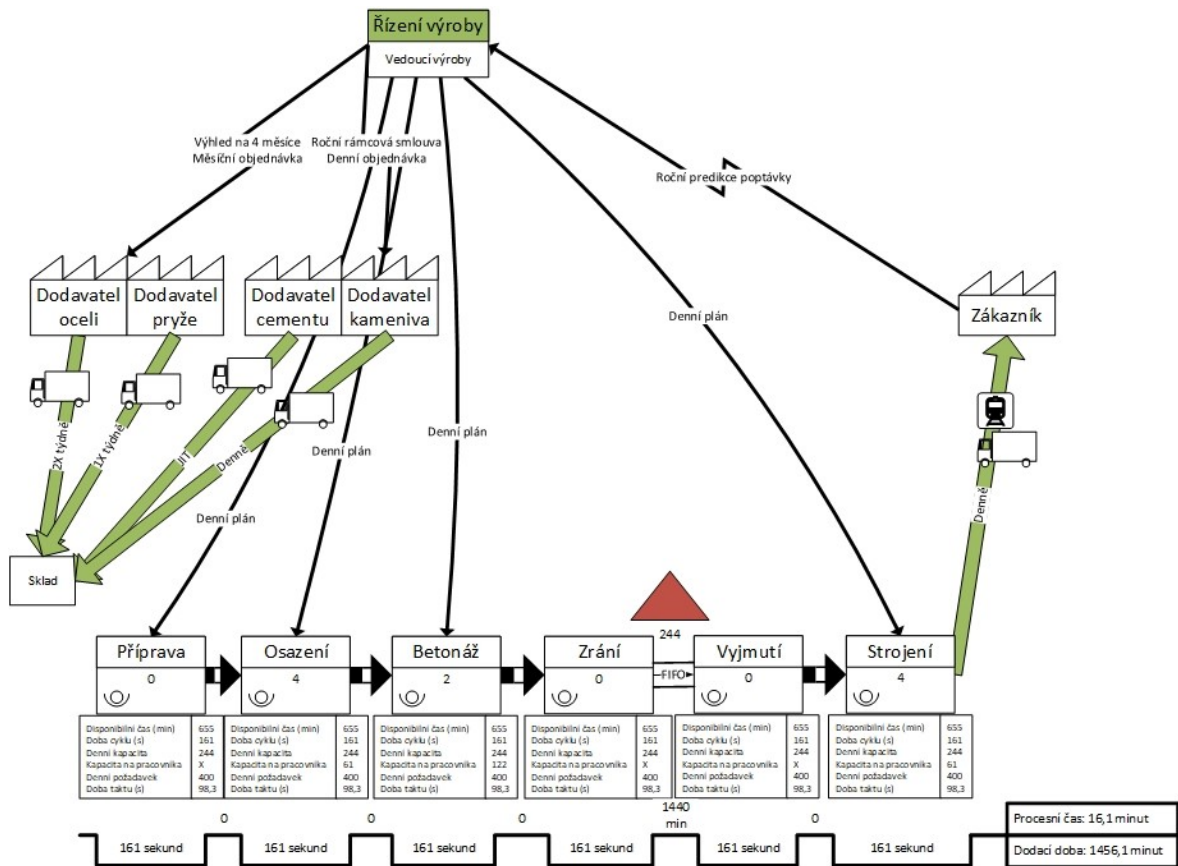 Řízení výroby
Vedoucí výroby
Výhled na 4 měsíce
Měsíční objednávka
Roční rámcová smlouva
Denní objednávka
Roční predikce poptávky
Dodavatel
oceli
Dodavatel
pryže
Dodavatel
cementu
Dodavatel
kameniva
Zákazník
Denní plán
Denní plán
Denní plán
Denní plán
2X týdně
1X týdně
JIT
Denně
Denně
Sklad
244
Příprava
0
Osazení
4
Betonáž
2
Zrání
0
FIFO
Vyjmutí
0
Strojení
4
Disponibilní čas (min) 655
Doba cyklu (s) 161
Denní kapacita 244
Kapacita na pracovníka X
Denní požadavek 400
Doba taktu (s) 98,3
Disponibilní čas (min) 655
Doba cyklu (s) 161
Denní kapacita 244
Kapacita na pracovníka 61
Denní požadavek 400
Doba taktu (s) 98,3
Disponibilní čas (min) 655
Doba cyklu (s) 161
Denní kapacita 244
Kapacita na pracovníka 122
Denní požadavek 400
Doba taktu (s) 98,3
Disponibilní čas (min) 655
Doba cyklu (s) 161
Denní kapacita 244
Kapacita na pracovníka X
Denní požadavek 400
Doba taktu (s) 98,3
Disponibilní čas (min) 655
Doba cyklu (s) 161
Denní kapacita 244
Kapacita na pracovníka X
Denní požadavek 400
Doba taktu (s) 98,3
Disponibilní čas (min) 655
Doba cyklu (s) 161
Denní kapacita 244
Kapacita na pracovníka 61
Denní požadavek 400
Doba taktu (s) 98,3
0
0
0
1440
min
0
161 sekund
161 sekund
161 sekund
161 sekund
161 sekund
161 sekund
Procesní čas: 16,1 minut
Dodací doba: 1456,1 minut